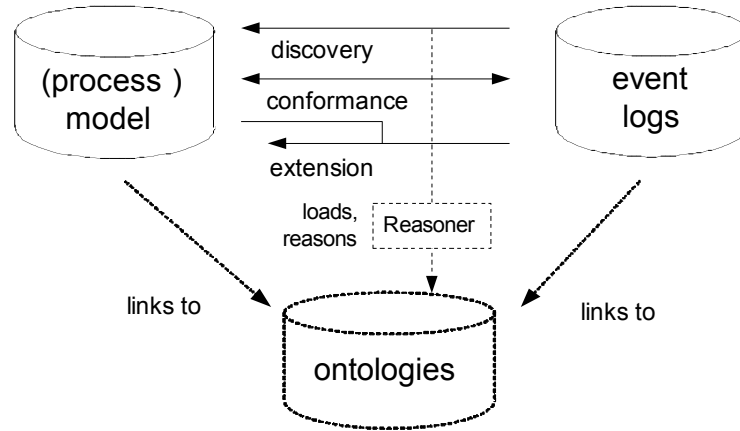 (process )
model
discovery
conformance
extension
event
logs
loads,
reasons
Reasoner
links to
links to
ontologies